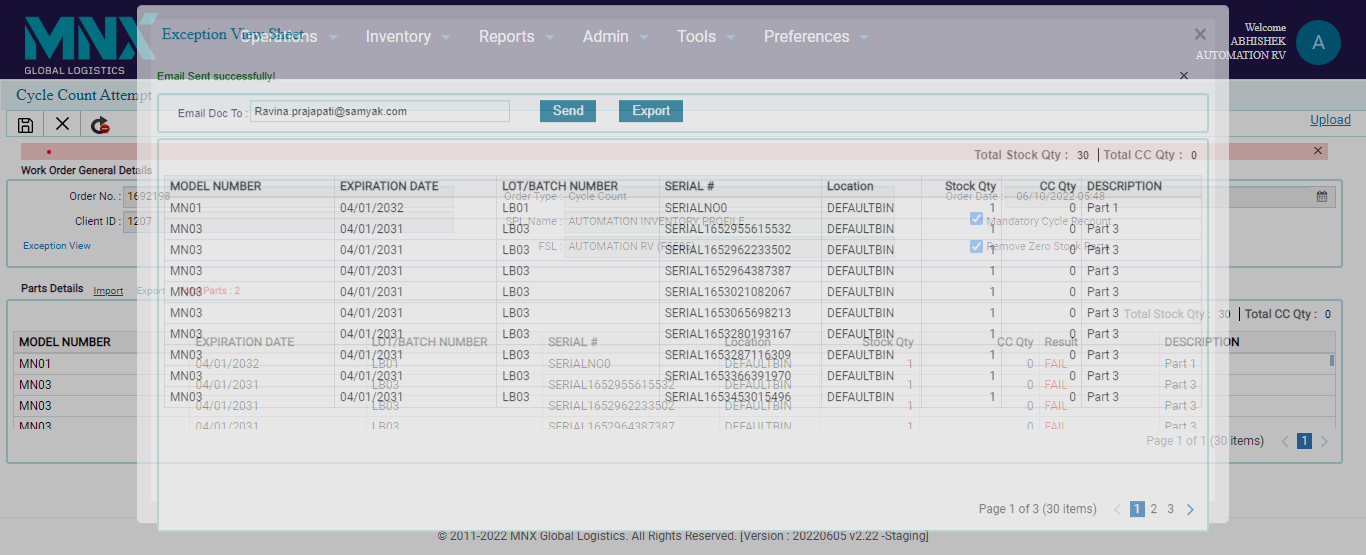 MNX
GLOBAL LOGISTICS
Exception View Sheet
Operations Inventory Reports Admin Tools Preferences
Welcome
ABHISHEK
AUTOMATION RV
A
Email Sent successfully!
Cycle Count Attempt
Email Doc To : Ravina.prajapati@samyak.com Send Export
Upload
Total Stock Qty : 30 Total CC Qty : 0
Work Order General Details
MODEL NUMBER EXPIRATION DATE LOT/BATCH NUMBER SERIAL # Location Stock Qty CC Qty DESCRIPTION
MN01 04/01/2032 LB01 SERIALNO0 DEFAULTBIN 1 0 Part 1
MN03 04/01/2031 LB03 SERIAL1652955615532 DEFAULTBIN 1 0 Part 3
MN03 04/01/2031 LB03 SERIAL1652962233502 DEFAULTBIN 1 0 Part 3
MN03 04/01/2031 LB03 SERIAL1652964387387 DEFAULTBIN 1 0 Part 3
MN03 04/01/2031 LB03 SERIAL1653021082067 DEFAULTBIN 1 0 Part 3
MN03 04/01/2031 LB03 SERIAL1653065698213 DEFAULTBIN 1 0 Part 3
MN03 04/01/2031 LB03 SERIAL1653280193167 DEFAULTBIN 1 0 Part 3
MN03 04/01/2031 LB03 SERIAL1653287116309 DEFAULTBIN 1 0 Part 3
MN03 04/01/2031 LB03 SERIAL1653366391970 DEFAULTBIN 1 0 Part 3
MN03 04/01/2031 LB03 SERIAL1653453015496 DEFAULTBIN 1 0 Part 3
Page 1 of 3 (30 items) 1 2 3
Order No. : 1692198 Order Type : Cycle Count Order Date : 06/10/2022 05:48
Client ID : 1207 SPL Name : AUTOMATION INVENTORY PROFILE Mandatory Cycle Recount
Exception View FSL : AUTOMATION RV Remove Zero Stock Parts
Parts Details Import Export Parts : 2
Total Stock Qty : 30 Total CC Qty : 0
MODEL NUMBER EXPIRATION DATE LOT/BATCH NUMBER SERIAL # Location Stock Qty CC Qty Result DESCRIPTION
MN01 04/01/2032 LB01 SERIALNO0 DEFAULTBIN 1 0 FAIL Part 1
MN03 04/01/2031 LB03 SERIAL1652955615532 DEFAULTBIN 1 0 FAIL Part 3
MN03 04/01/2031 LB03 SERIAL1652962233502 DEFAULTBIN 1 0 FAIL Part 3
MN03 04/01/2031 LB03 SERIAL1652964387387 DEFAULTBIN 1 0 FAIL Part 3
Page 1 of 1 (30 items) 1
© 2011-2022 MNX Global Logistics. All Rights Reserved. [Version : 20220605 v2.22 -Staging]